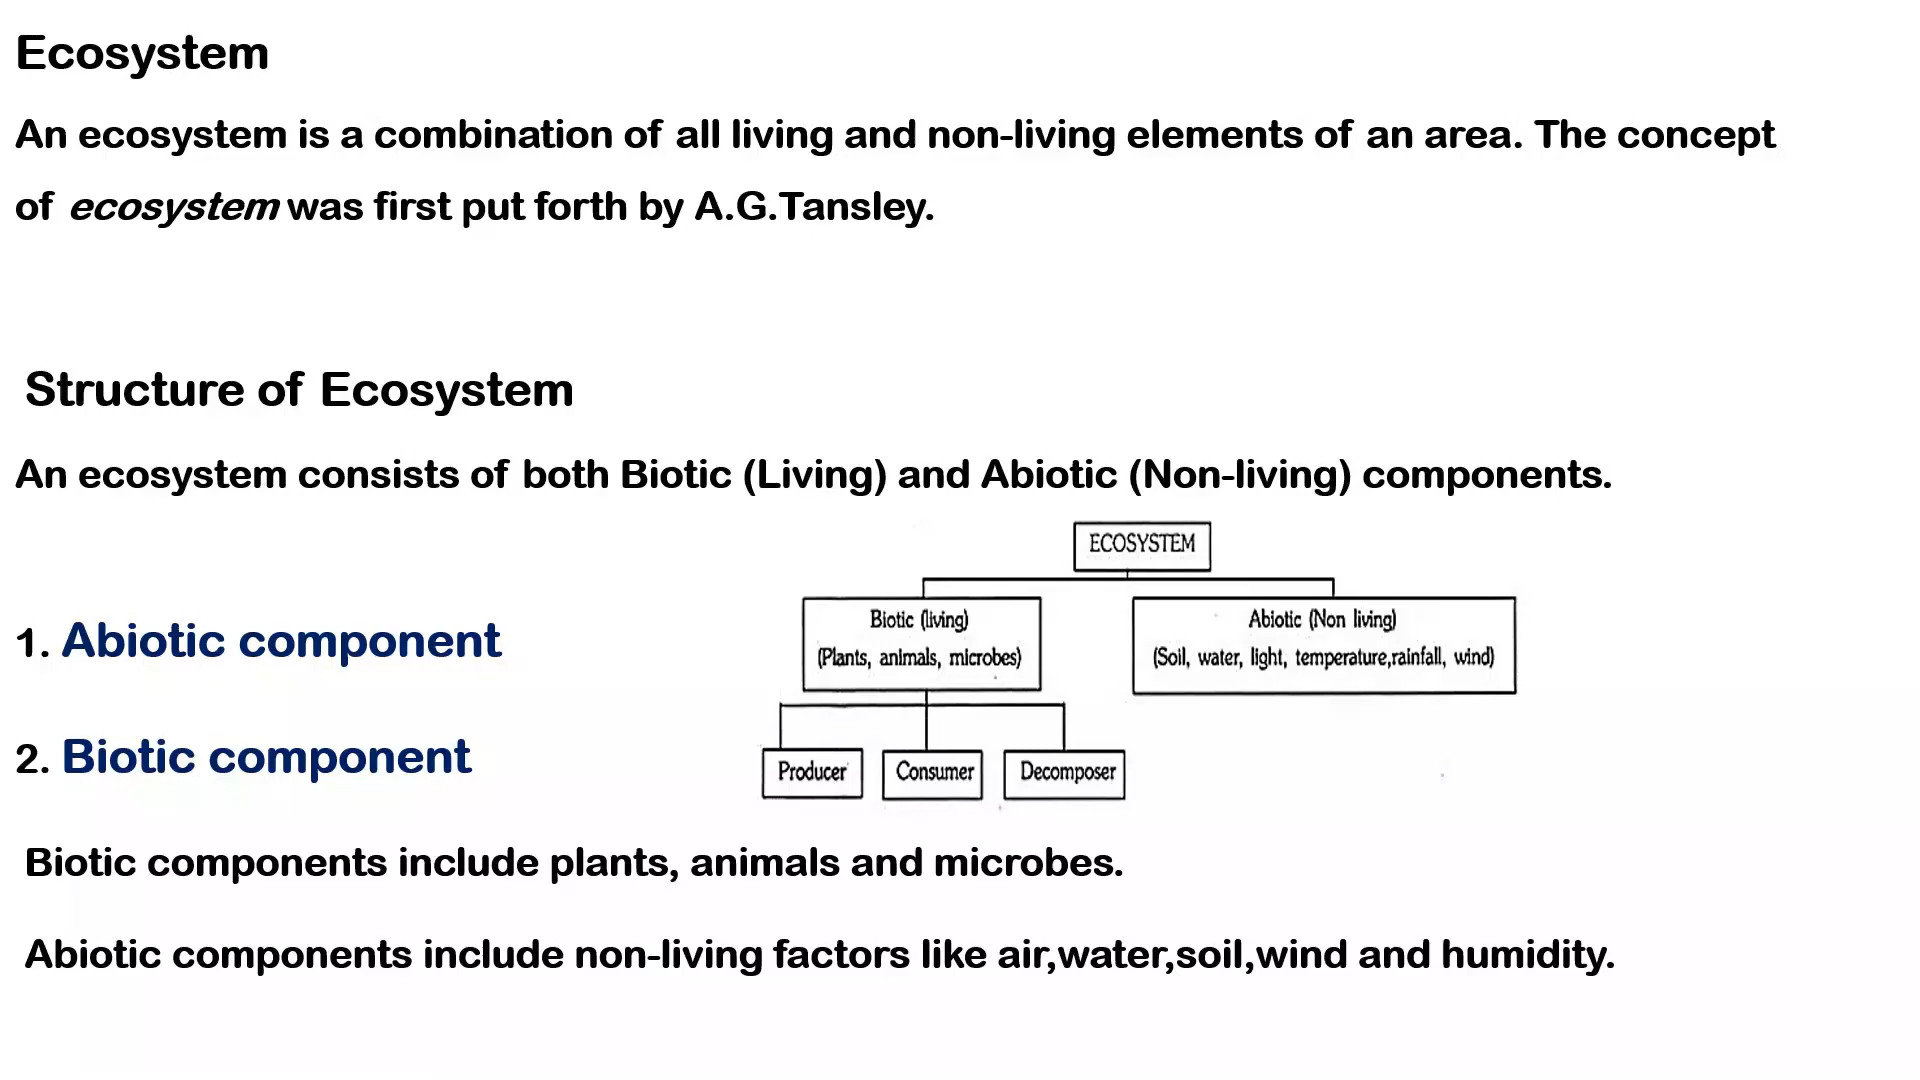 Ecosystem
An ecosystem is a combination of all living and non-living elements of an area. The concept
of ecosystem was first put forth by A.G.Tansley.
Structure of Ecosystem
An ecosystem consists of both Biotic (Living) and Abiotic (Non-living) components.
ECOSYSTEM
Biotic (living)
(Plants, animals, microbes)
Abiotic (Non living)
(Soil, water, light, temperature,rainfall, wind)
Producer
Consumer
Decomposer
1. Abiotic component
2. Biotic component
Biotic components include plants, animals and microbes.
Abiotic components include non-living factors like air,water,soil,wind and humidity.